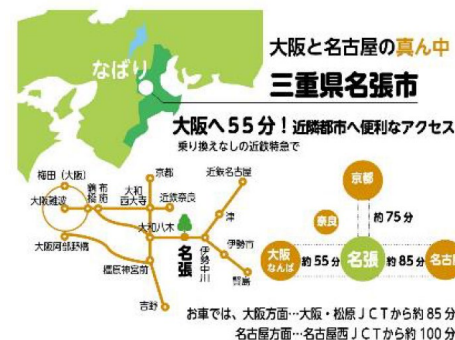 大阪と名古屋の真ん中
なばり
三重県名張市
大阪へ55分！近隣都市へ便利なアクセス
乗り換えなしの近鉄特急で
梅田（大阪）
大阪難波
鶴橋
布施
大和西大寺
京都
近鉄奈良
近鉄名古屋
津
大阪阿部野橋
大和八木
名張
伊勢中川
伊勢市
賢島
橿原神宮前
吉野
京都
約75分
奈良
大阪なんば
約55分
名張
約85分
名古
お車では、大阪方面…大阪・松原JCTから約85分
名古屋方面…名古屋西JCTから約100分